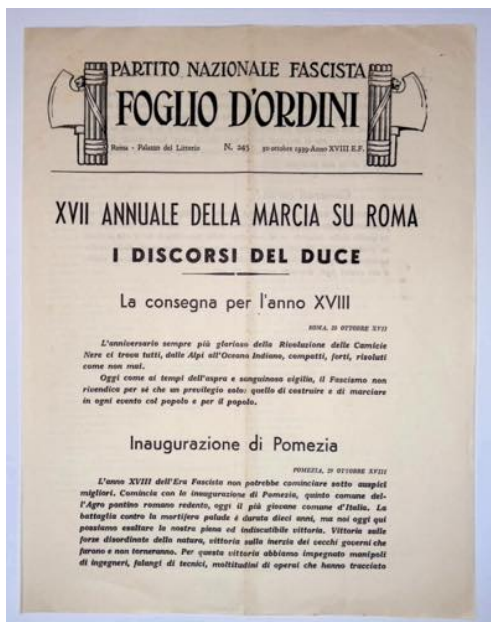 PARTITO NAZIONALE FASCISTA
FOGLIO D'ORDINI
Roma - Palazzo del Littorio N. 245 30 ottobre 1939-Anno XVIII E.F.
XVII ANNUALE DELLA MARCIA SU ROMA
I DISCORSI DEL DUCE
La consegna per l'anno XVIII
ROMA, 28 OTTOBRE XVII
L'anniversario sempre più glorioso della Rivoluzione delle Camicie
Nere ci trova tutti, dalle Alpi all'Oceano Indiano, compatti, forti, risoluti
come non mai.
Oggi come ai tempi dell'aspra e sanguinosa vigilia, il Fascismo non
rivendica per sè che un previlegio solo: quello di costruire e di marciare
in ogni evento col popolo e per il popolo.
Inaugurazione di Pomezia
POMEZIA, 29 OTTOBRE XVIII
L'anno XVIII dell'Era Fascista non potrebbe cominciare sotto auspici
migliori. Comincia con la inaugurazione di Pomezia, quinto comune del-
l'Agro pontino romano redento, oggi il più giovane comune d'Italia. La
battaglia contro la mortifera palude è durata dieci anni, ma noi oggi qui
possiamo esaltare la nostra piena ed indiscutibile vittoria. Vittoria sulle
forze disordinate della natura, vittoria sulla inerzia dei vecchi governi che
furono e non torneranno. Per questa vittoria abbiamo impegnato manipoli
di ingegneri, falangi di tecnici, moltitudini di operai che hanno tracciato